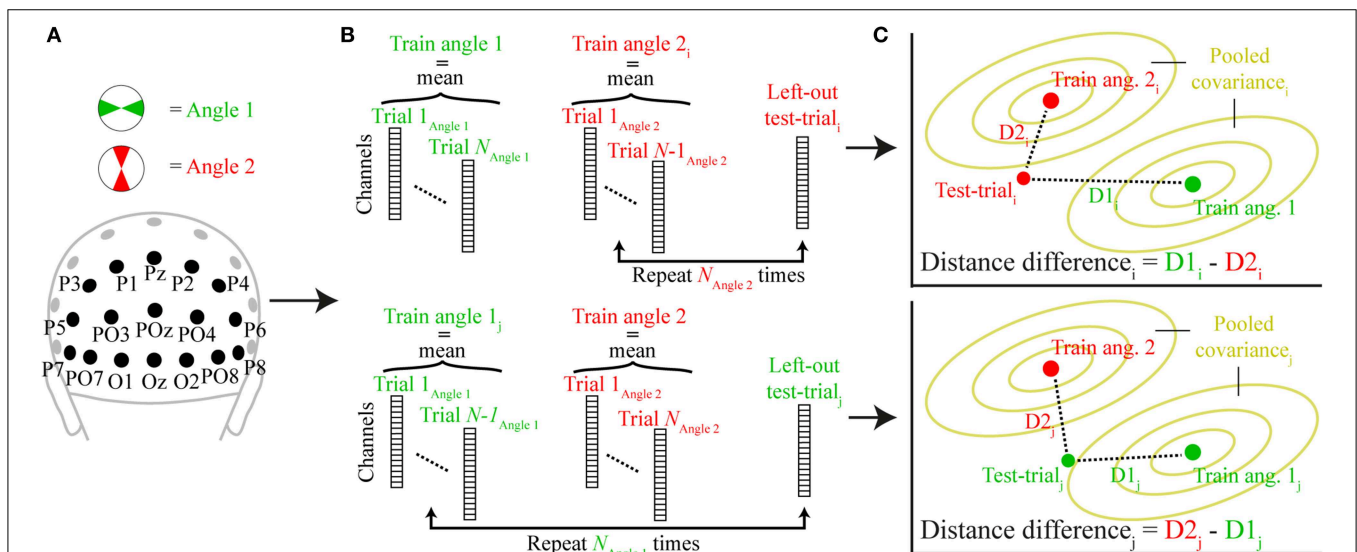 A
= Angle 1
= Angle 2
Pz
P3 P1 P2 P4
P5 PO3 POz PO4 P6
P7 PO7 O1 Oz O2 PO8 P8
B
Train angle 1
=
mean
Trial 1Angle 1
Trial NAngle 1
Channels
Train angle 2i
=
mean
Trial 1Angle 2
Trial N-1Angle 2
Left-out
test-triali
Repeat NAngle 2 times
Train angle 1j
=
mean
Trial 1Angle 1
Trial N-1Angle 1
Channels
Train angle 2
=
mean
Trial 1Angle 2
Trial NAngle 2
Left-out
test-trialj
Repeat NAngle 1 times
C
Pooled
covariancei
Train ang. 2i
D2i
Test-triali
D1i
Train ang. 1
Distance differencei = D1i - D2i
Pooled
covariancej
Train ang. 2
D2j
Test-trialj
D1j
Train ang. 1j
Distance differencej = D2j - D1j